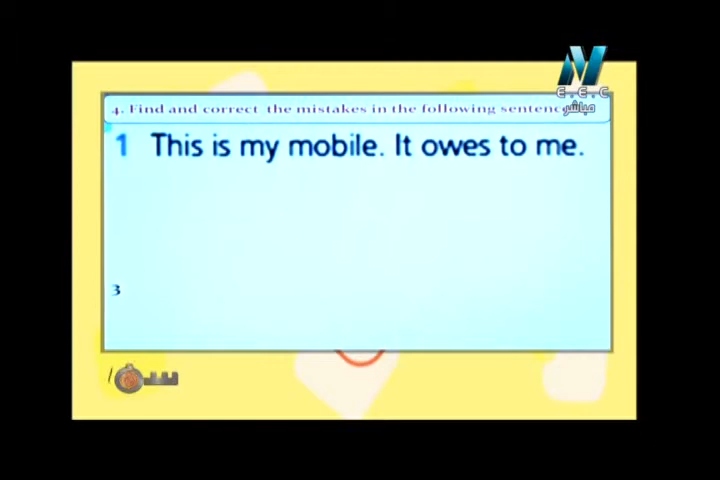 E.E.C
مباشر
4. Find and correct the mistakes in the following sentenc
1 This is my mobile. It owes to me.
3